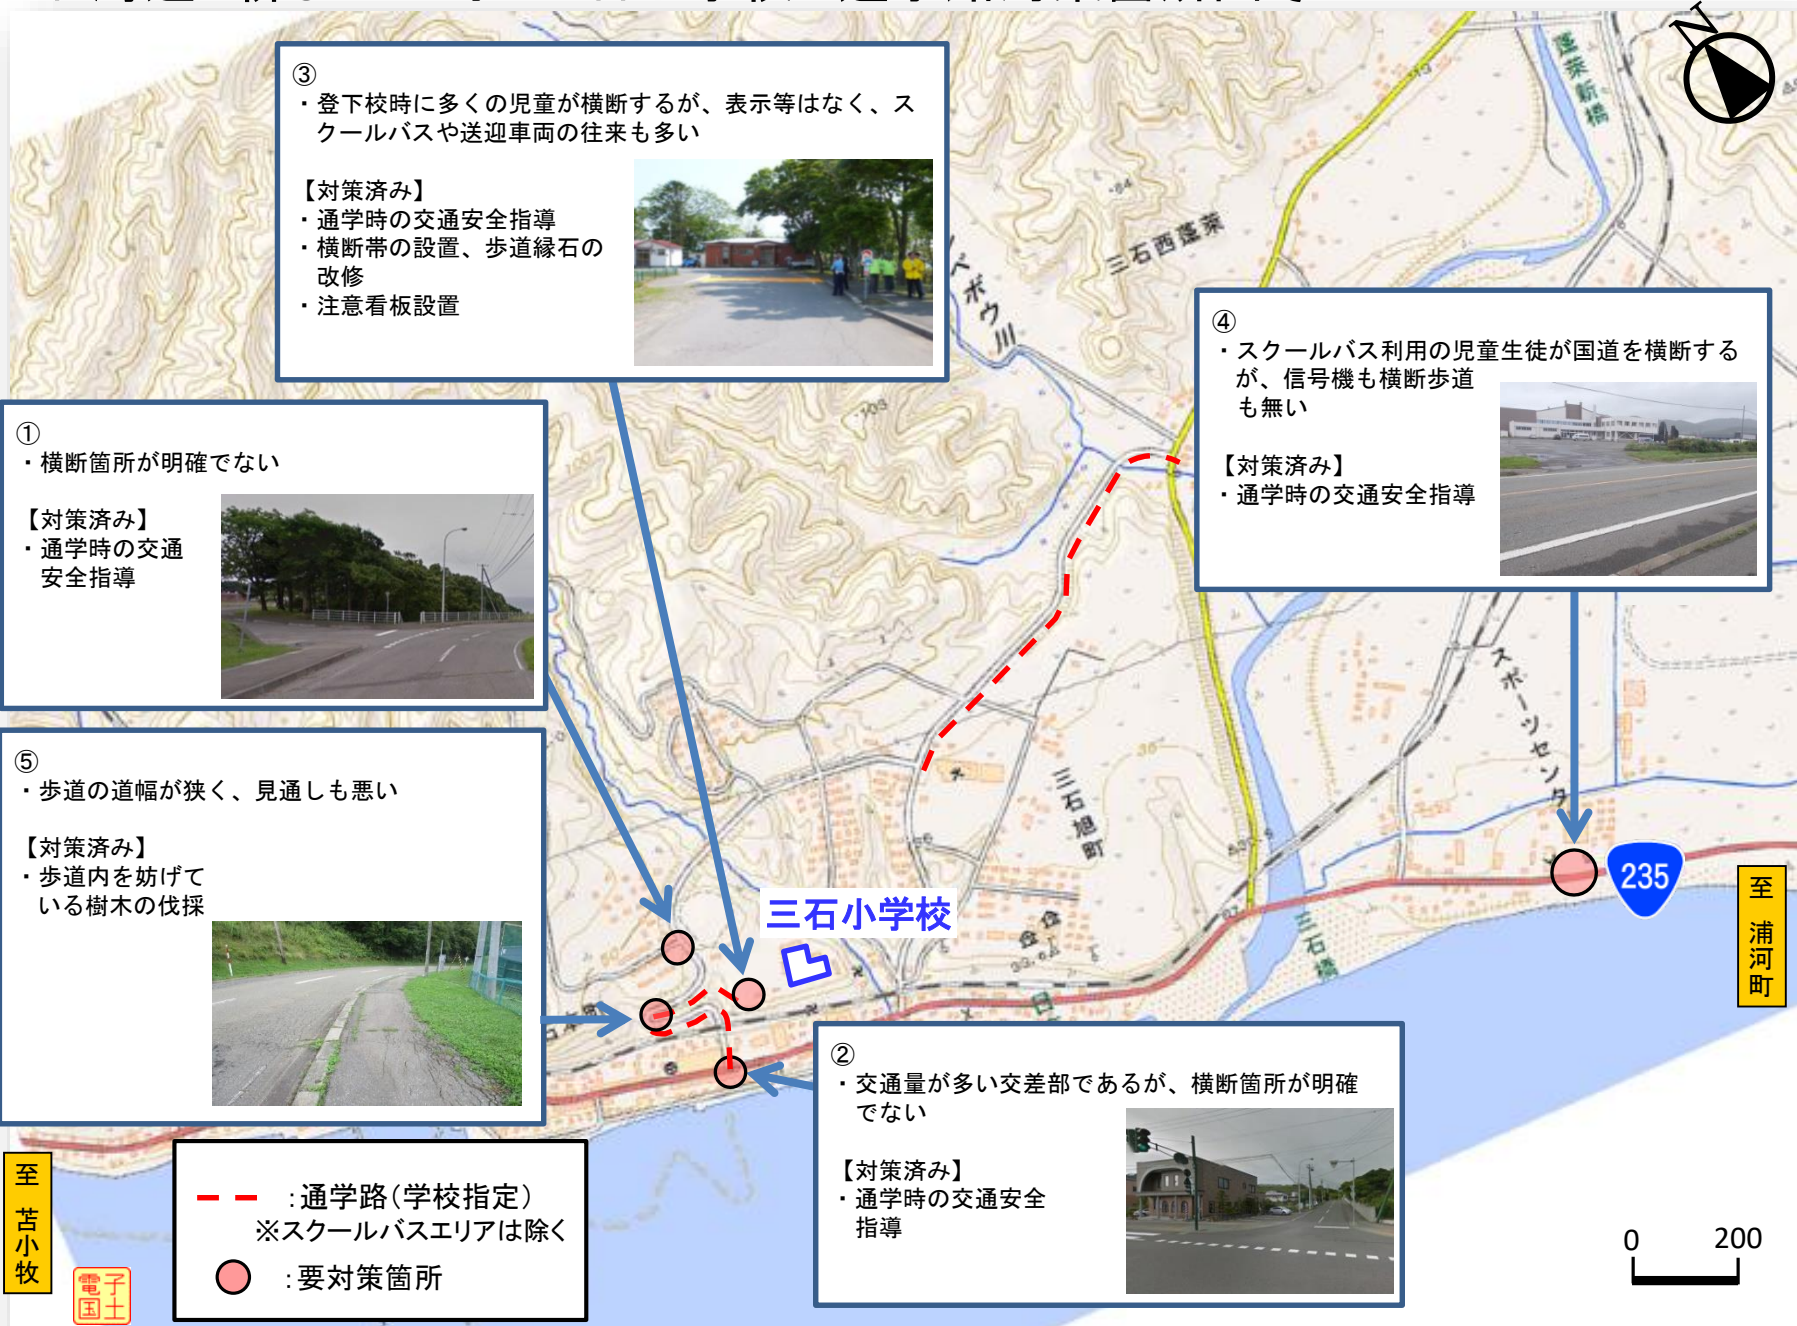 ③
・登下校時に多くの児童が横断するが、表示等はなく、ス
クールバスや送迎車両の往来も多い
【対策済み】
・通学時の交通安全指導
・横断帯の設置、歩道縁石の
改修
・注意看板設置
N
蓬莱新橋
三石西蓬莱
ベボウ川
④
・スクールバス利用の児童生徒が国道を横断する
が、信号機も横断歩道
も無い
【対策済み】
・通学時の交通安全指導
①
・横断箇所が明確でない
【対策済み】
・通学時の交通
安全指導
⑤
・歩道の道幅が狭く、見通しも悪い
【対策済み】
・歩道内を妨げて
いる樹木の伐採
スポーツセンタ
三石旭町
三石小学校
三石橋
235
至 浦河町
②
・交通量が多い交差部であるが、横断箇所が明確
でない
【対策済み】
・通学時の交通安全
指導
至 苫小牧
:通学路(学校指定)
※スクールバスエリアは除く
:要対策箇所
電子
国土
0 200